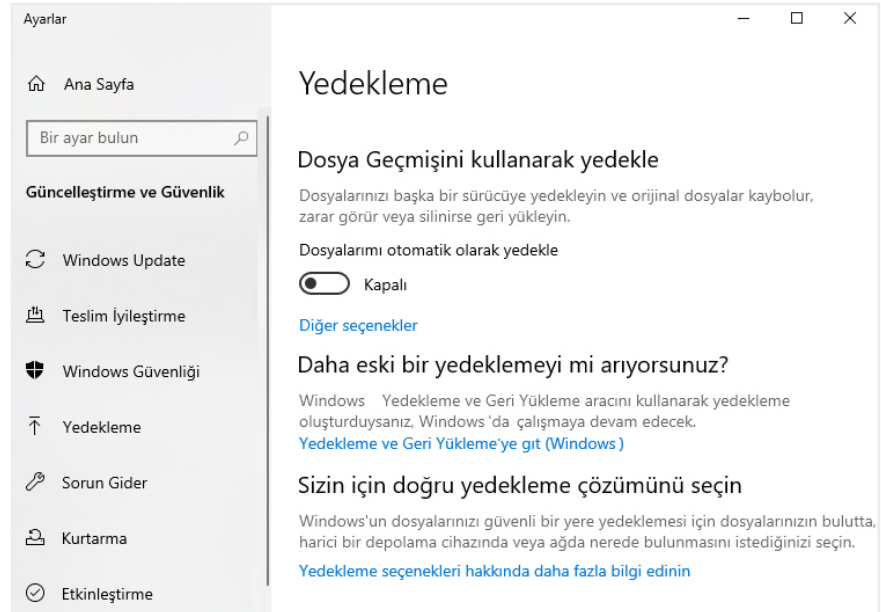 Ayarlar
Ana Sayfa
Bir ayar bulun
Güncelleştirme ve Güvenlik
Windows Update
Teslim İyileştirme
Windows Güvenliği
Yedekleme
Sorun Gider
Kurtarma
Etkinleştirme
Yedekleme
Dosya Geçmişini kullanarak yedekle
Dosyalarınızı başka bir sürücüye yedekleyin ve orijinal dosyalar kaybolur,
zarar görür veya silinirse geri yükleyin.
Dosyalarımı otomatik olarak yedekle
Kapalı
Diğer seçenekler
Daha eski bir yedeklemeyi mi arıyorsunuz?
Windows Yedekleme ve Geri Yükleme aracını kullanarak yedekleme
oluşturduysanız, Windows'da çalışmaya devam edecek.
Yedekleme ve Geri Yükleme'ye gıt (Windows )
Sizin için doğru yedekleme çözümünü seçin
Windows'un dosyalarınızı güvenli bir yere yedeklemesi için dosyalarınızın bulutta,
harici bir depolama cihazında veya ağda nerede bulunmasını istediğinizi seçin.
Yedekleme seçenekleri hakkında daha fazla bilgi edinin